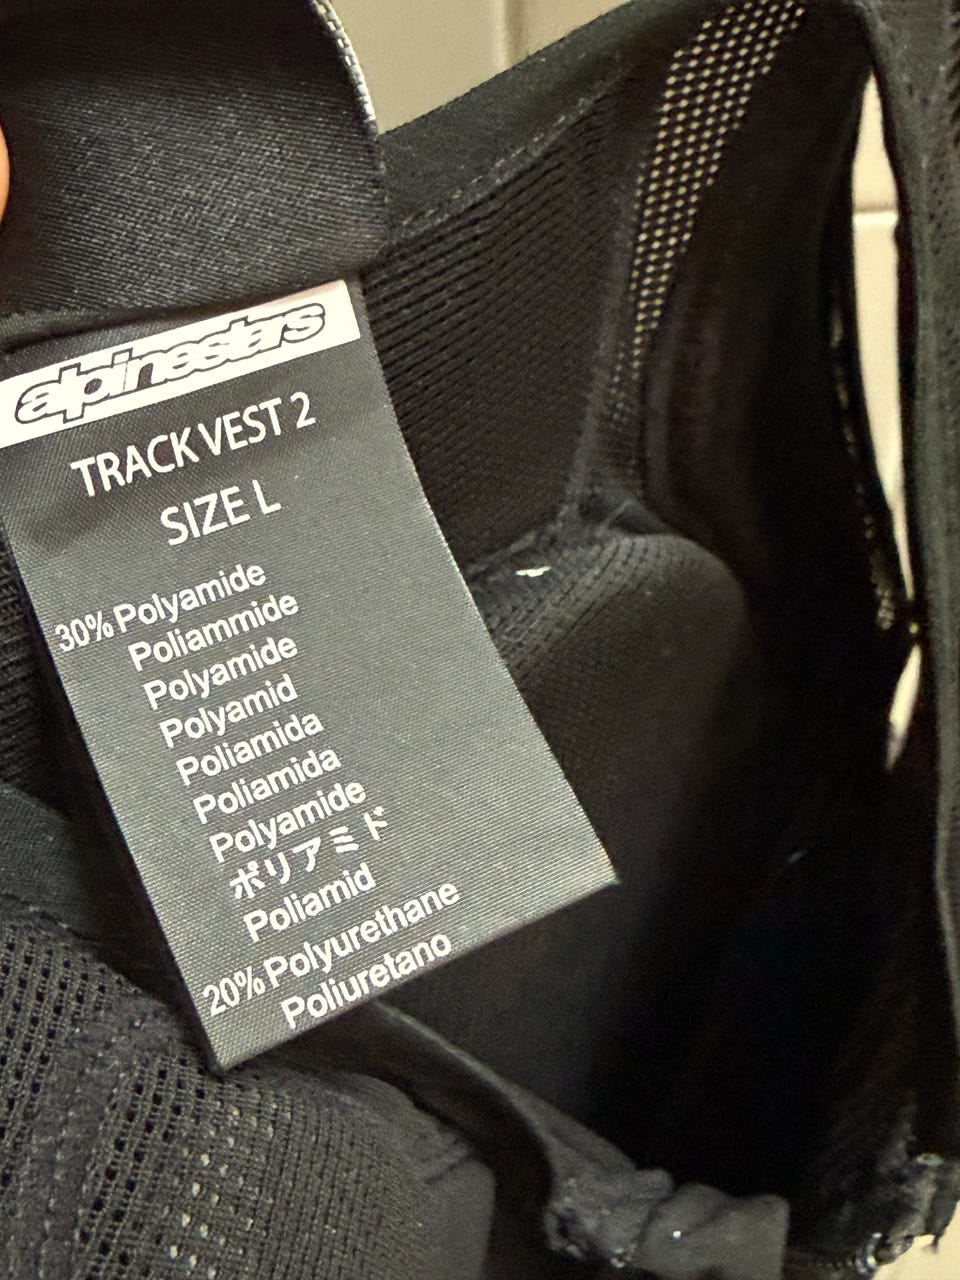 alpinestars
TRACK VEST 2
SIZE L
30% Polyamide
Poliammide
Polyamide
Polyamid
Poliamida
Poliamida
Polyamide
ポリアミド
Poliamid
20% Polyurethane
Poliuretano